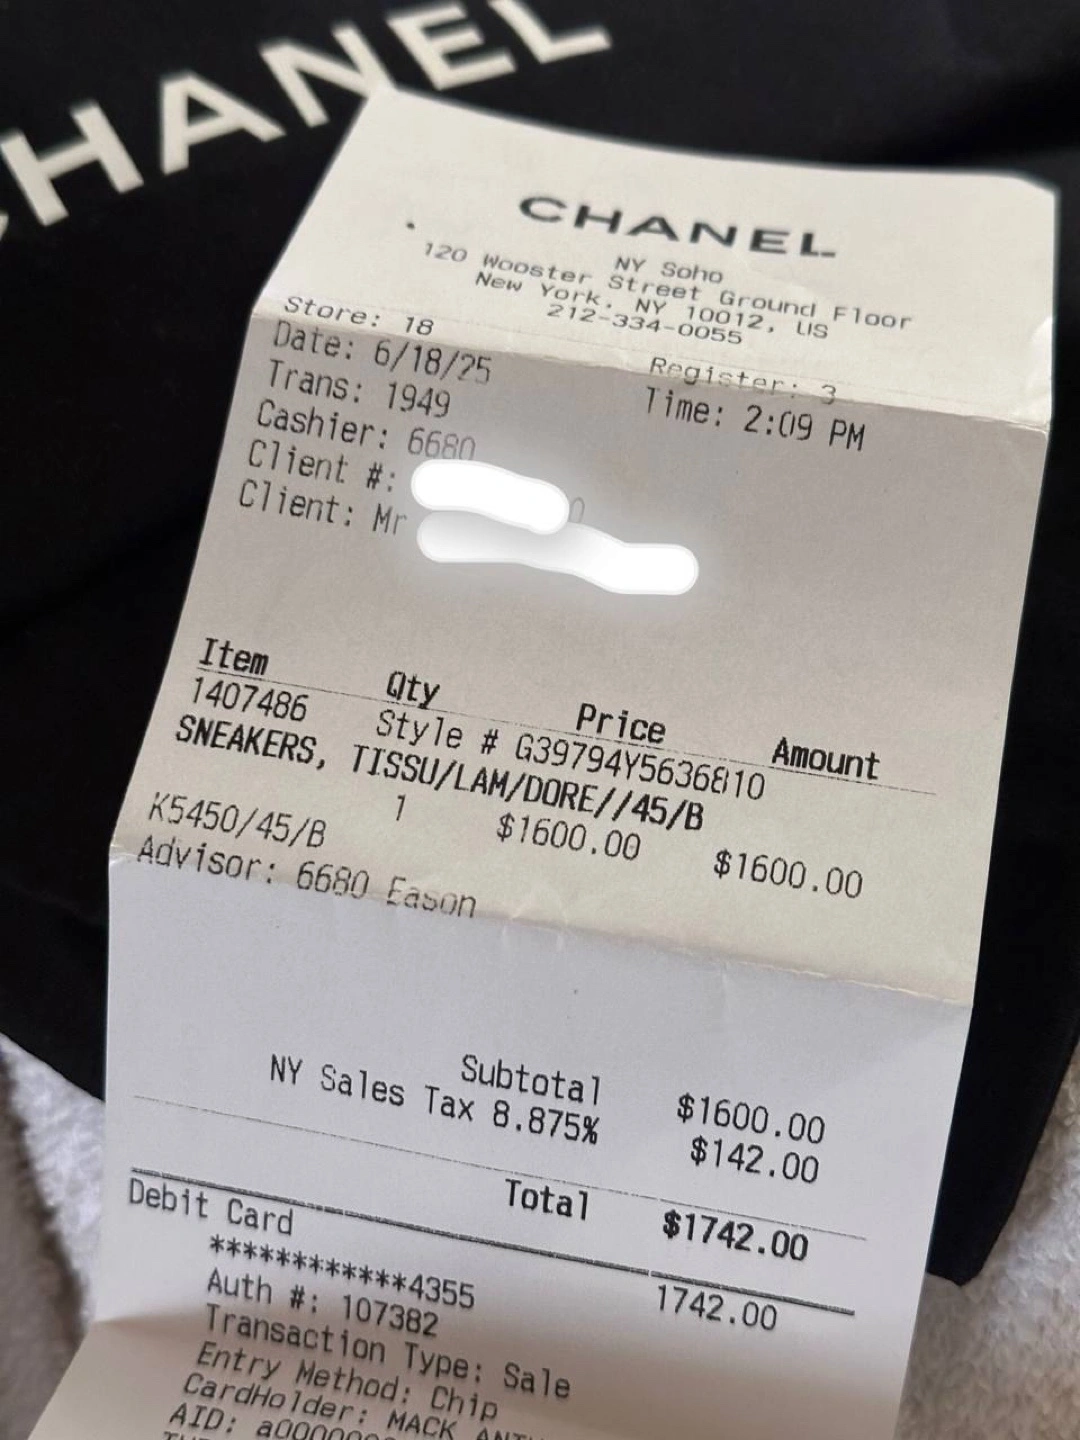 CHANEL
CHANEL
NY Soho
120 Wooster Street Ground Floor
New York, NY 10012, US
212-334-0055
Store: 18 Register: 3
Date: 6/18/25 Time: 2:09 PM
Trans: 1949
Cashier: 6680
Client #: 0
Client: Mr
Item Qty Price Amount
1407486 Style # G39794Y5636810
SNEAKERS, TISSU/LAM/DORE//45/B
1 $1600.00 $1600.00
K5450/45/B
Advisor: 6680 Eason
Subtotal $1600.00
NY Sales Tax 8.875% $142.00
Total $1742.00
Debit Card 1742.00
************4355
Auth #: 107382
Transaction Type: Sale
Entry Method: Chip
CardHolder: MACK
AID: